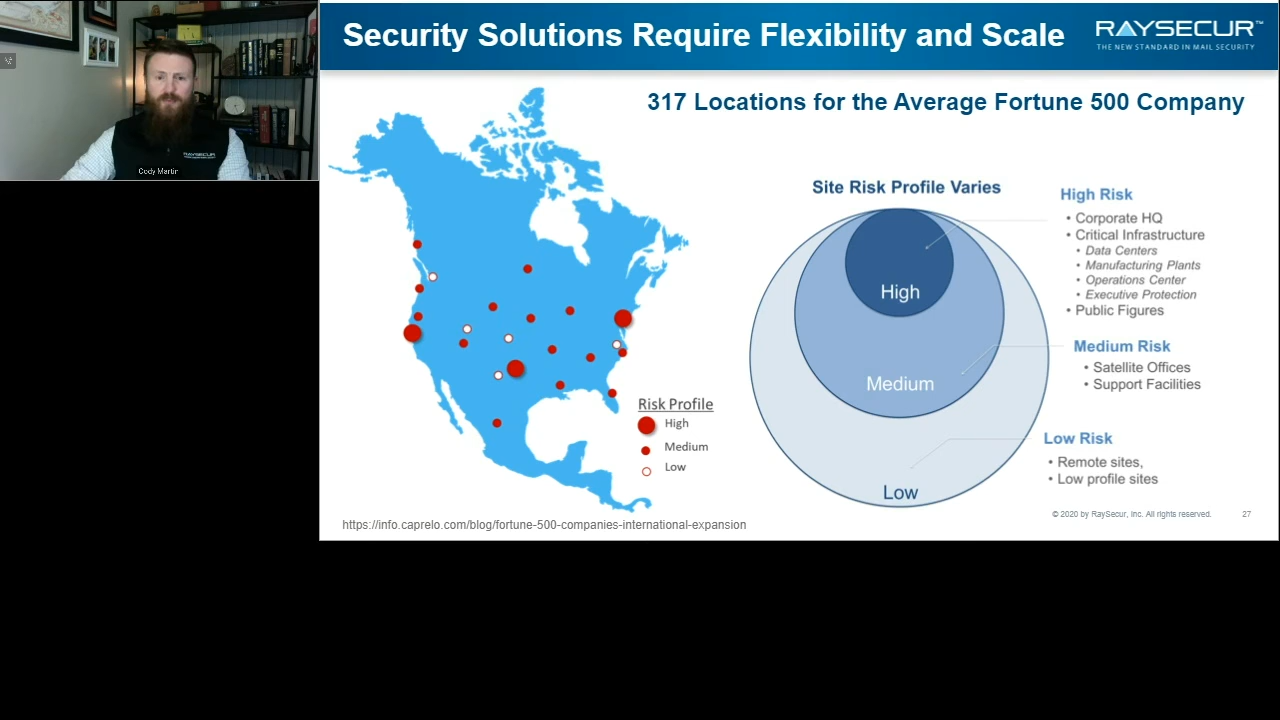 Security Solutions Require Flexibility and Scale
RAYSECUR™
THE NEW STANDARD IN MAIL SECURITY
RAYSECUR
Cody Martin
317 Locations for the Average Fortune 500 Company
Risk Profile
High
Medium
Low
Site Risk Profile Varies
High
Medium
Low
High Risk
• Corporate HQ
• Critical Infrastructure
• Data Centers
• Manufacturing Plants
• Operations Center
• Executive Protection
• Public Figures
Medium Risk
• Satellite Offices
• Support Facilities
Low Risk
• Remote sites,
• Low profile sites
https://info.caprelo.com/blog/fortune-500-companies-international-expansion
© 2020 by RaySecur, Inc. All rights reserved.
27